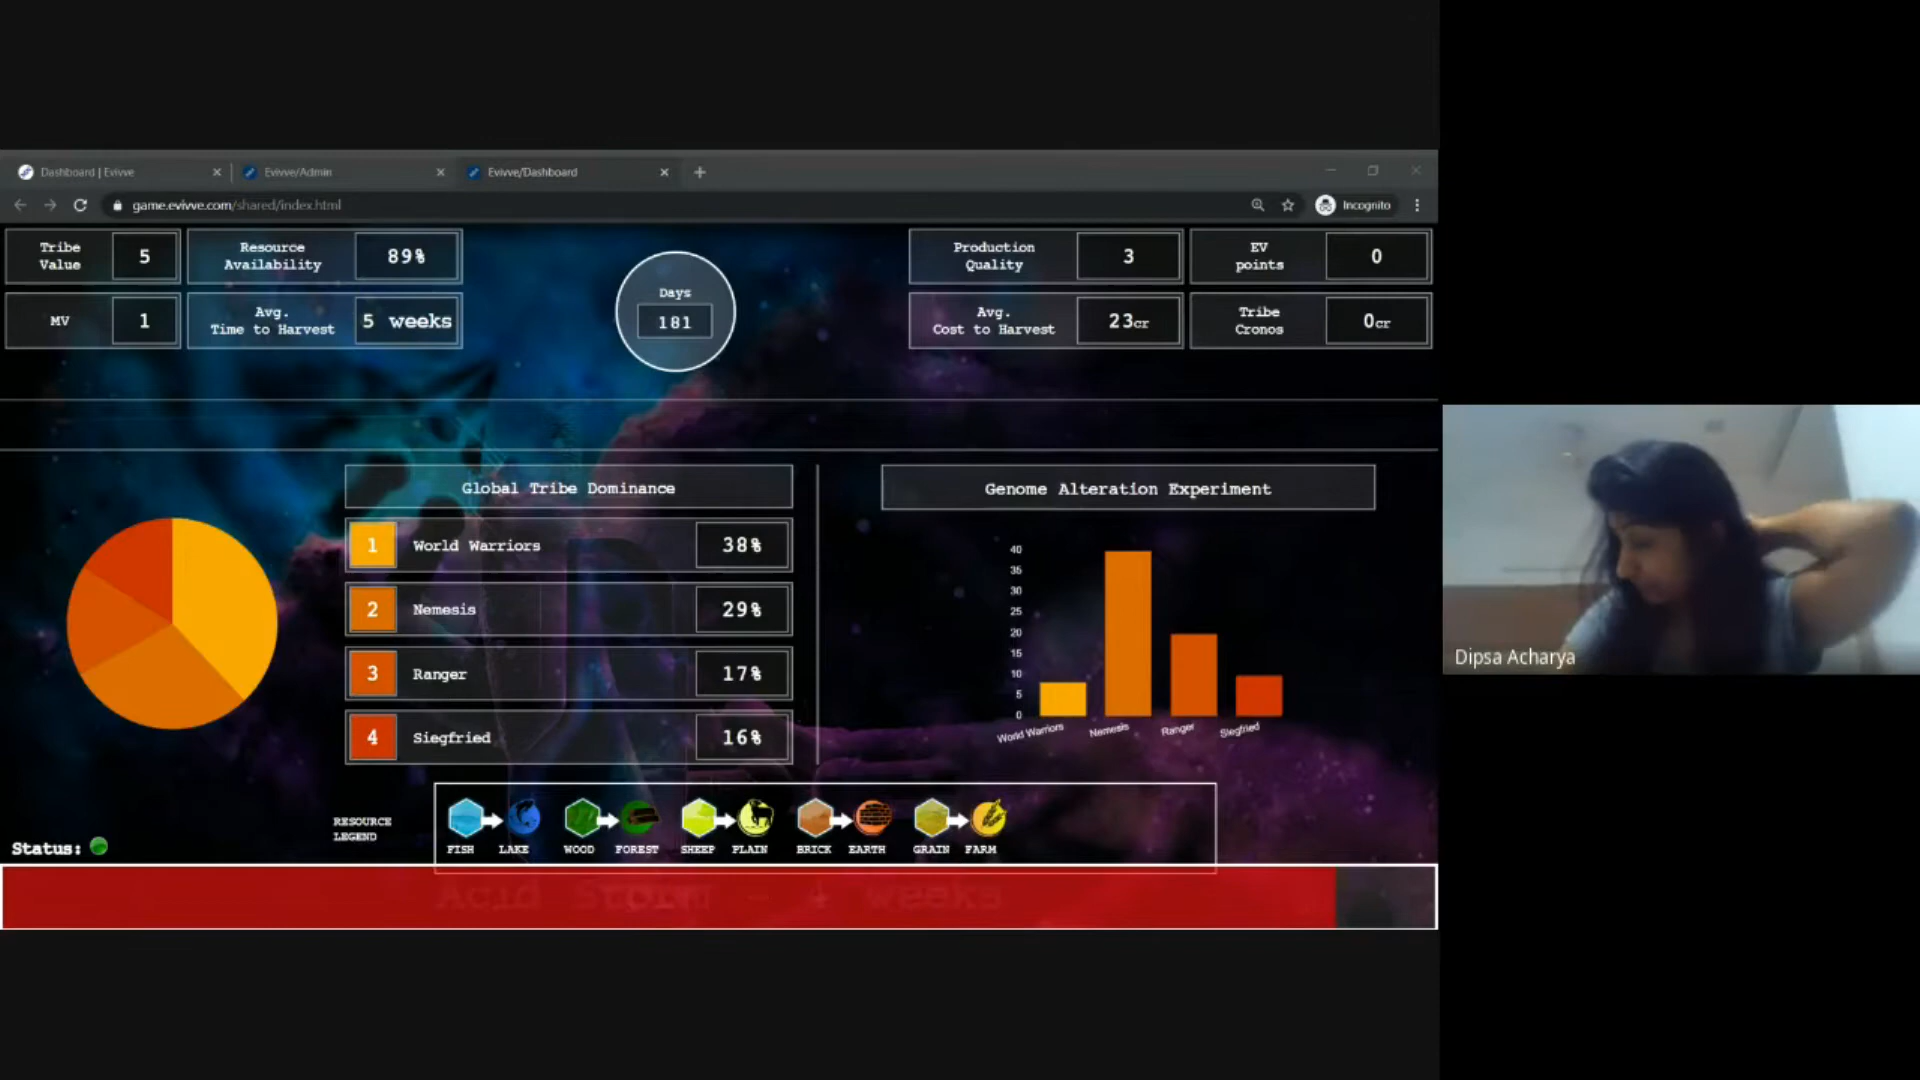 Dashboard | Evivve
Evivve/Admin
Evivve/Dashboard
game.evivve.com/shared/index.html
Incognito
Tribe
Value
5
Resource
Availability
89%
MV
1
Avg.
Time to Harvest
5 weeks
Days
181
Production
Quality
3
EV
points
0
Avg.
Cost to Harvest
23cr
Tribe
Cronos
0cr
Global Tribe Dominance
1 World Warriors 38%
2 Nemesis 29%
3 Ranger 17%
4 Siegfried 16%
Genome Alteration Experiment
40
35
30
25
20
15
10
5
0
World Warriors
Nemesis
Ranger
Siegfried
RESOURCE
LEGEND
FISH LAKE WOOD FOREST SHEEP PLAIN BRICK EARTH GRAIN FARM
Status:
Acid Storm - 4 weeks
Dipsa Acharya